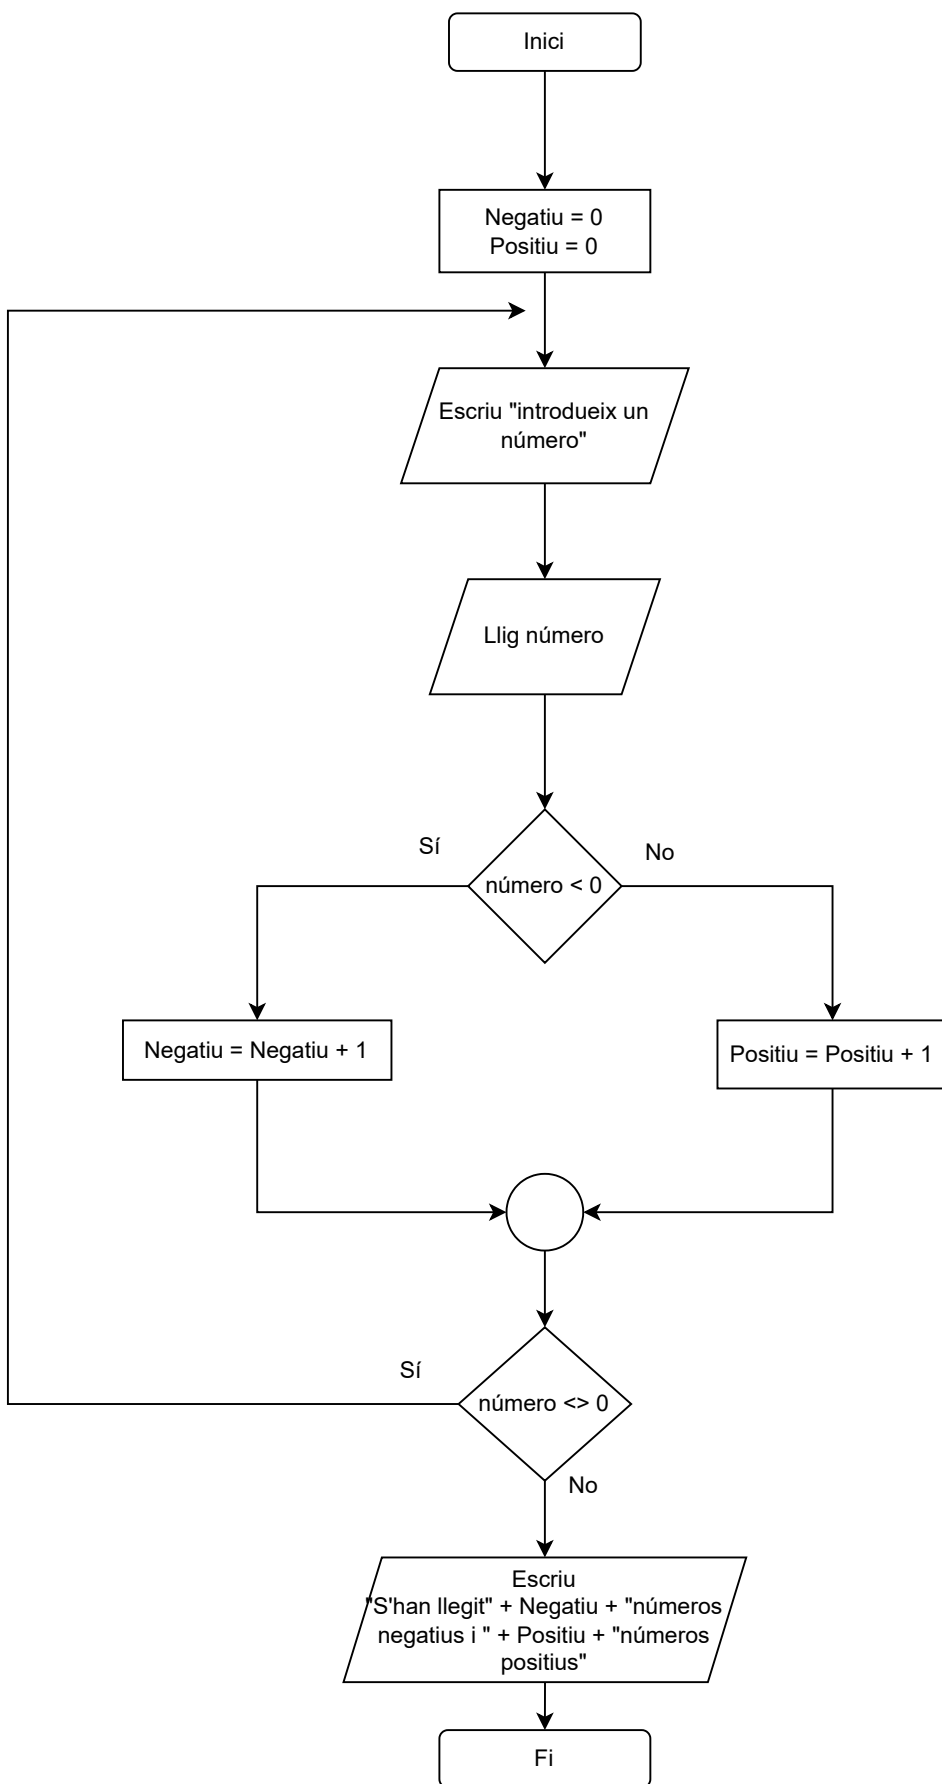 Inici
Negatiu = 0
Positiu = 0
Escriu "introdueix un
número"
Llig número
Sí
No
número < 0
Negatiu = Negatiu + 1
Positiu = Positiu + 1
Sí
número <> 0
No
Escriu
"S'han llegit" + Negatiu + "números
negatius i " + Positiu + "números
positius"
Fi